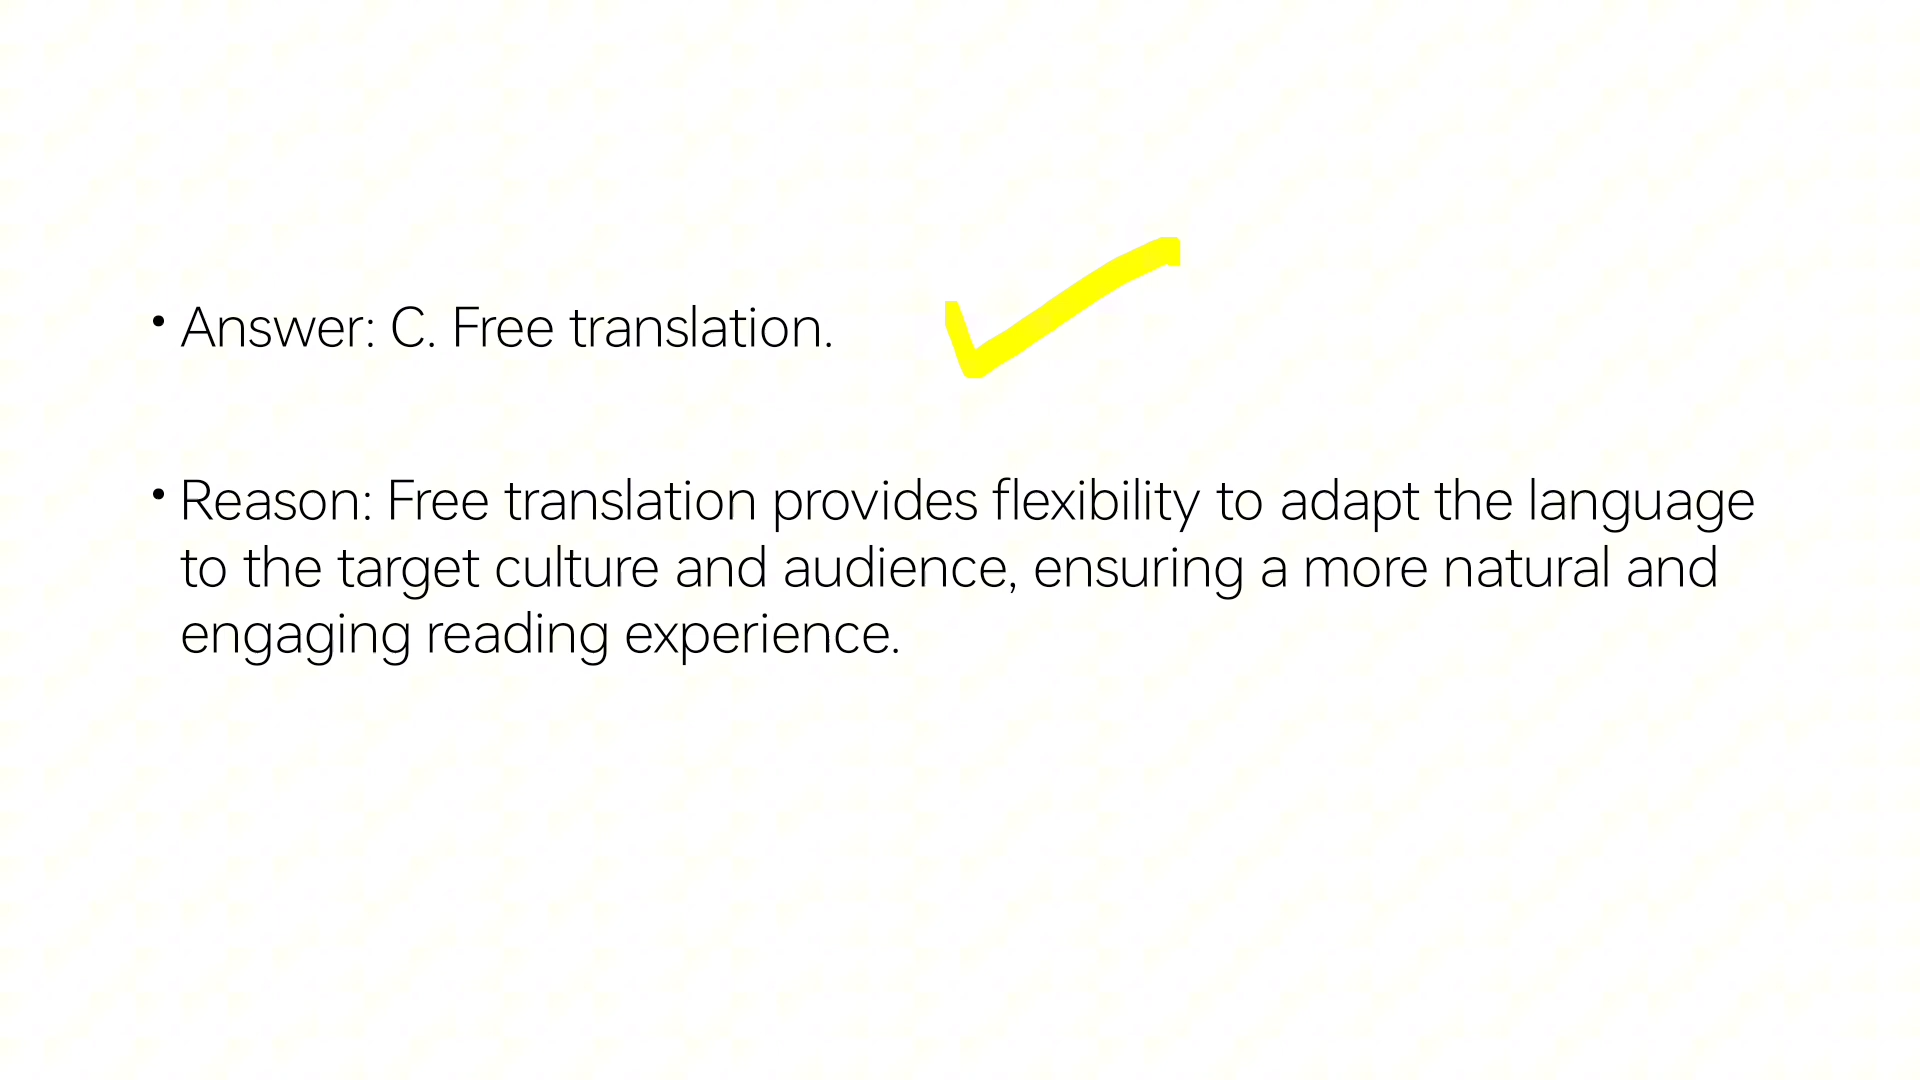 • Answer: C. Free translation.
• Reason: Free translation provides flexibility to adapt the language
to the target culture and audience, ensuring a more natural and
engaging reading experience.